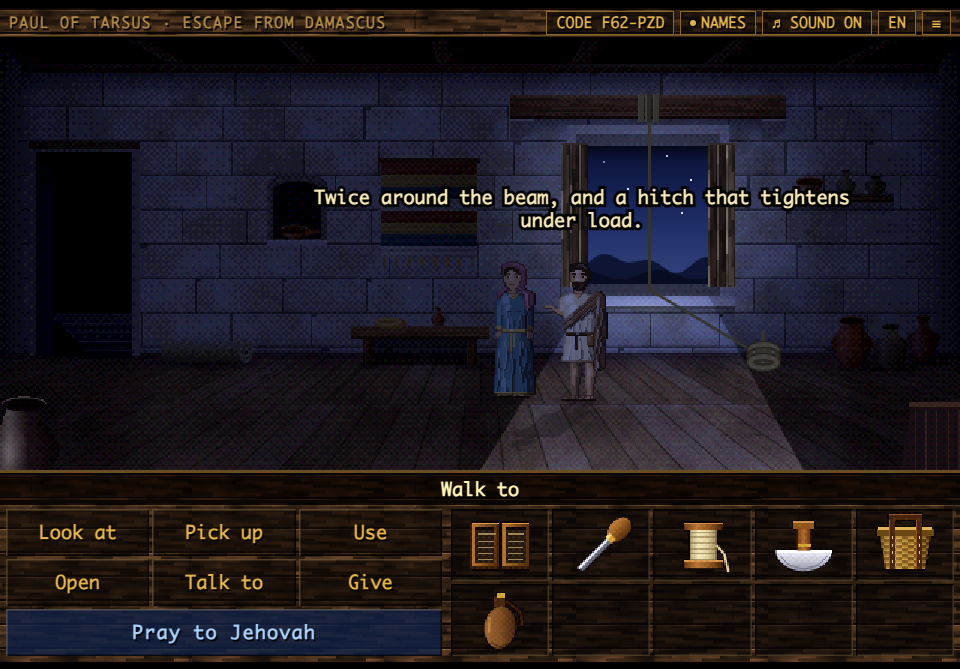 PAUL OF TARSUS · ESCAPE FROM DAMASCUS
CODE F62-PZD
• NAMES
♬ SOUND ON
EN
≡
Twice around the beam, and a hitch that tightens
under load.
Walk to
Look at
Pick up
Use
Open
Talk to
Give
Pray to Jehovah